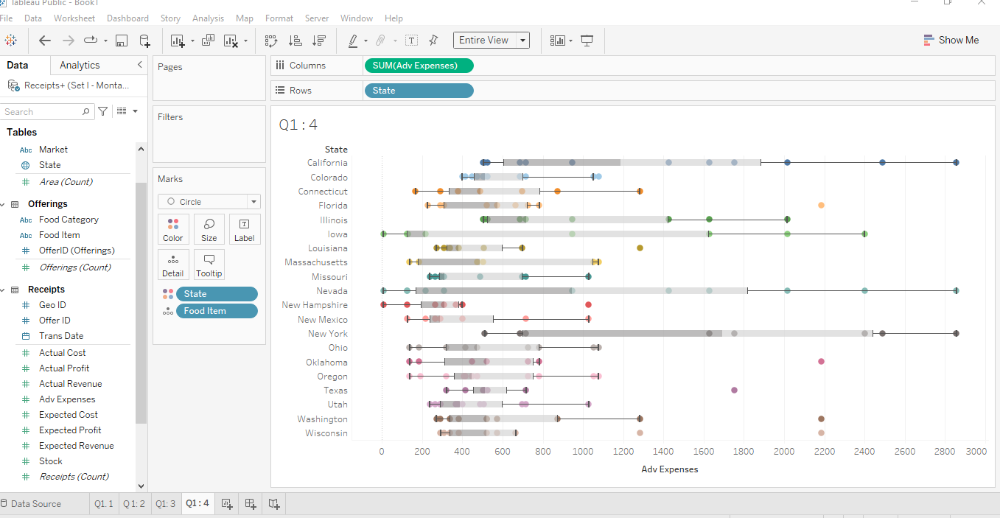 Tableau Public - Book1
File Data Worksheet Dashboard Story Analysis Map Format Server Window Help
Entire View
Show Me
Data Analytics
Receipts+ (Set I - Monta...
Search
Tables
Abc Market
State
# Area (Count)
Offerings
Abc Food Category
Abc Food Item
# OfferID (Offerings)
# Offerings (Count)
Receipts
# Geo ID
# Offer ID
Trans Date
# Actual Cost
# Actual Profit
# Actual Revenue
# Adv Expenses
# Expected Cost
# Expected Profit
# Expected Revenue
# Stock
# Receipts (Count)
Pages
Filters
Marks
Circle
Color Size Label
T
Detail Tooltip
State
Food Item
Columns SUM(Adv Expenses)
Rows State
Q1 : 4
State
California
Colorado
Connecticut
Florida
Illinois
Iowa
Louisiana
Massachusetts
Missouri
Nevada
New Hampshire
New Mexico
New York
Ohio
Oklahoma
Oregon
Texas
Utah
Washington
Wisconsin
0 200 400 600 800 1000 1200 1400 1600 1800 2000 2200 2400 2600 2800 3000
Adv Expenses
Data Source Q1. 1 Q 1: 2 Q1: 3 Q1 : 4